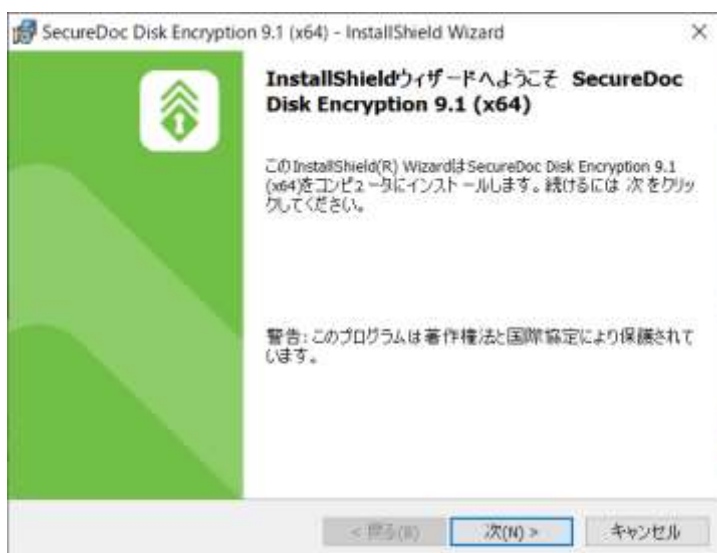 SecureDoc Disk Encryption 9.1 (x64) - InstallShield Wizard
InstallShieldウィザードへようこそ SecureDoc
Disk Encryption 9.1 (x64)
このInstallShield(R) WizardはSecureDoc Disk Encryption 9.1
(x64)をコンピュータにインストールします。続けるには 次 をクリッ
クしてください。
警告:このプログラムは著作権法と国際協定により保護されて
います。
< 戻る(B)
次(N) >
キャンセル